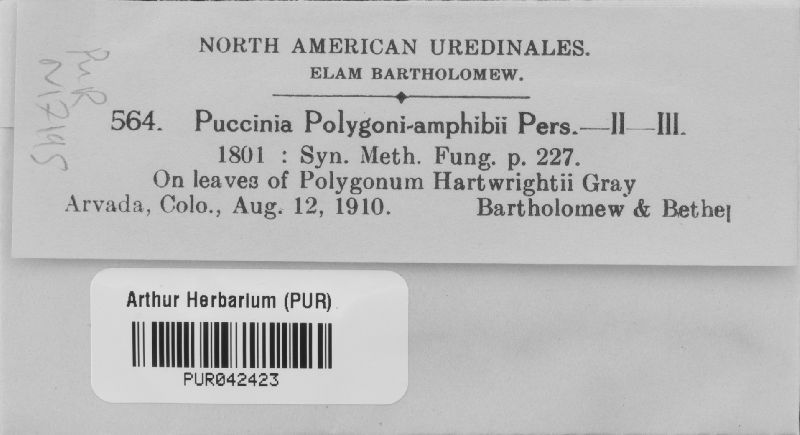 NORTH AMERICAN UREDINALES.
ELAM BARTHOLOMEW.
564. Puccinia Polygoni-amphibii Pers.—II—III.
1801 : Syn. Meth. Fung. p. 227.
On leaves of Polygonum Hartwrightii Gray
Arvada, Colo., Aug. 12, 1910. Bartholomew & Bethel
PUR
N17195
Arthur Herbarium (PUR)
PUR042423